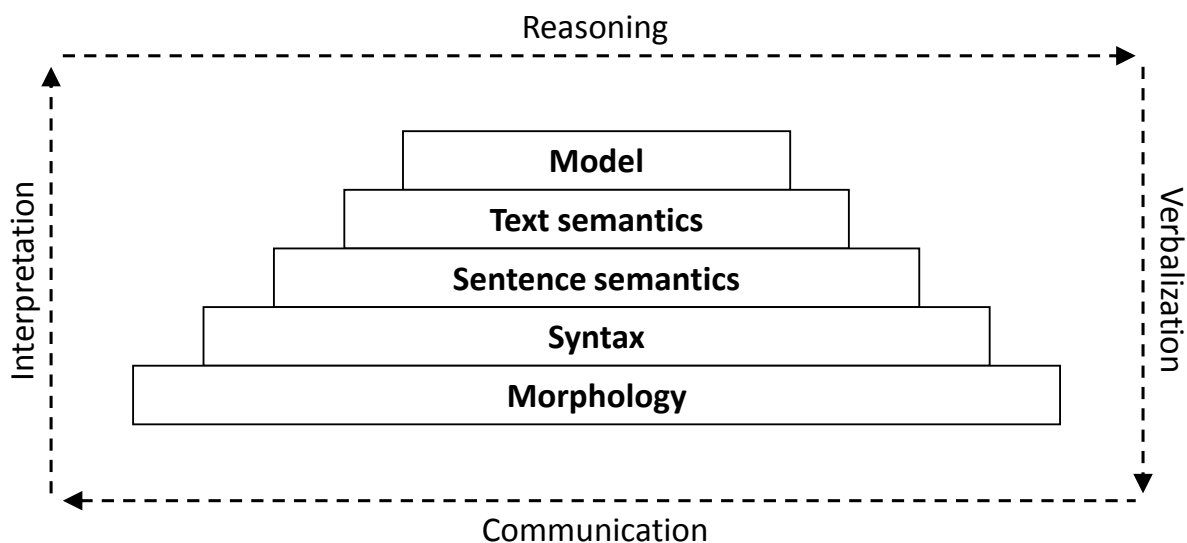 Reasoning
Interpretation
Model
Text semantics
Sentence semantics
Syntax
Morphology
Verbalization
Communication